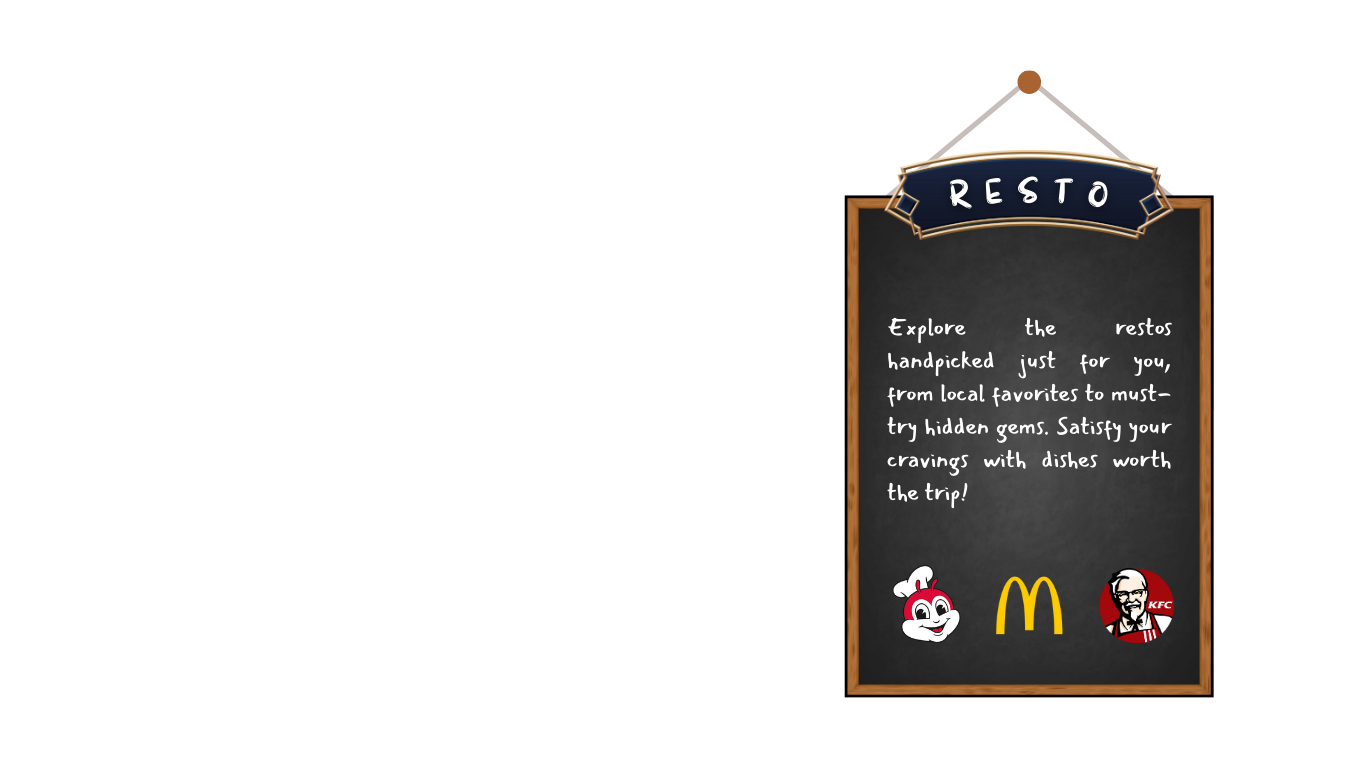 RESTO
Explore the restos
handpicked just for you,
from local favorites to must-
try hidden gems. Satisfy your
cravings with dishes worth
the trip!
KFC